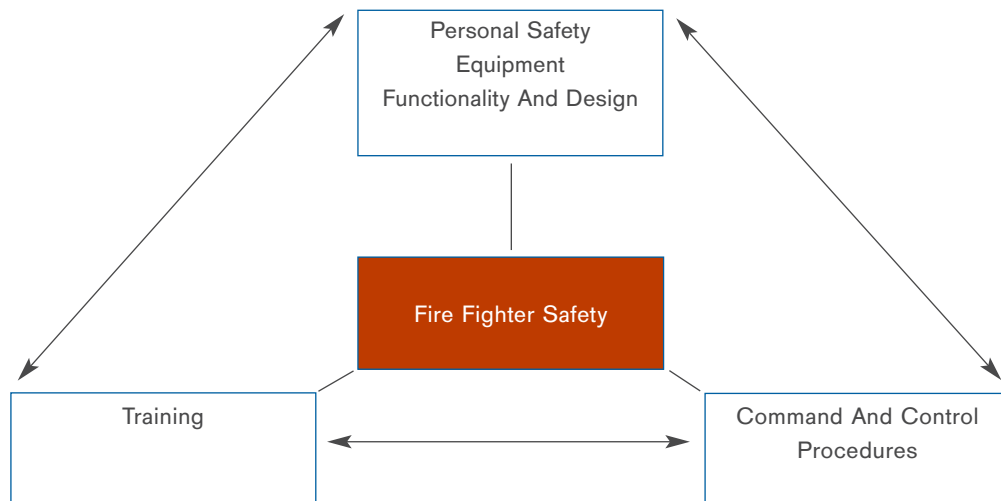 Personal Safety
Equipment
Functionality And Design
Fire Fighter Safety
Training
Command And Control
Procedures